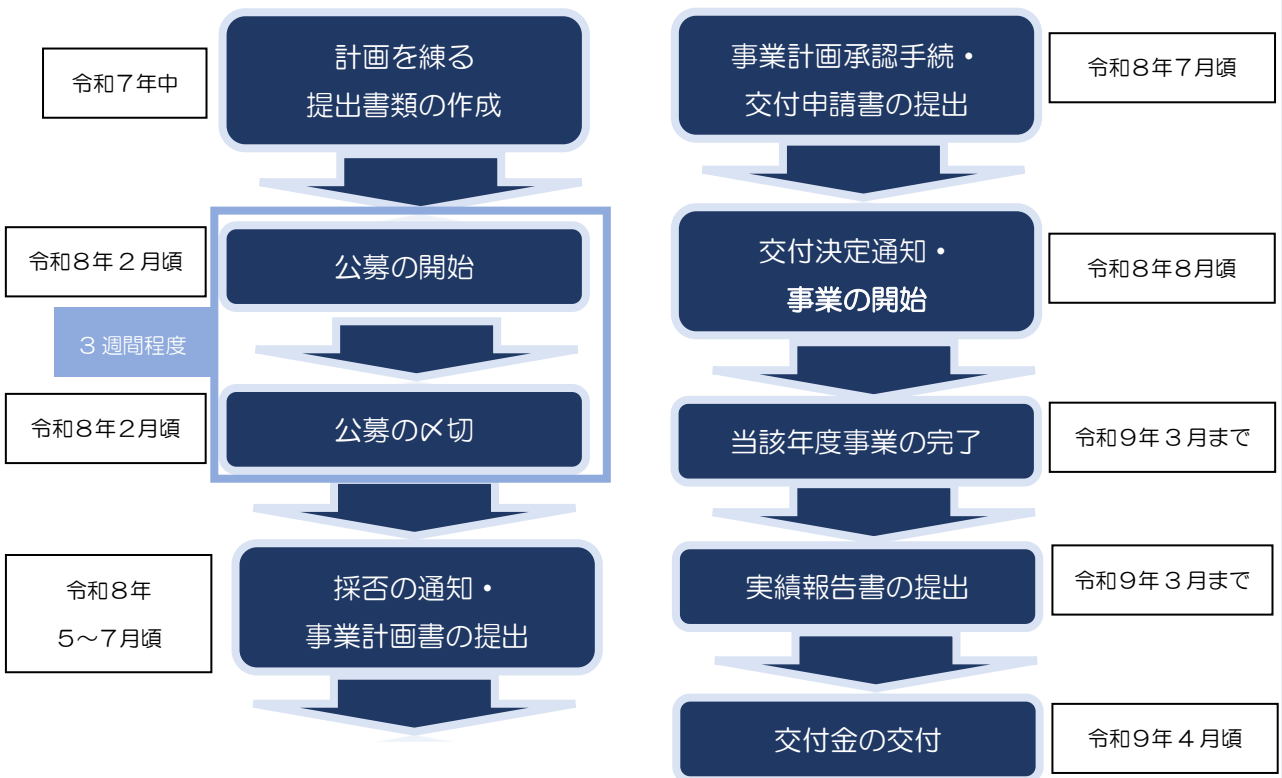 令和７年中
計画を練る
提出書類の作成
令和８年２月頃
公募の開始
３週間程度
令和８年２月頃
公募の〆切
令和８年
５～７月頃
採否の通知・
事業計画書の提出
事業計画承認手続・
交付申請書の提出
令和８年７月頃
交付決定通知・
事業の開始
令和８年８月頃
当該年度事業の完了
令和９年３月まで
実績報告書の提出
令和９年３月まで
交付金の交付
令和９年４月頃